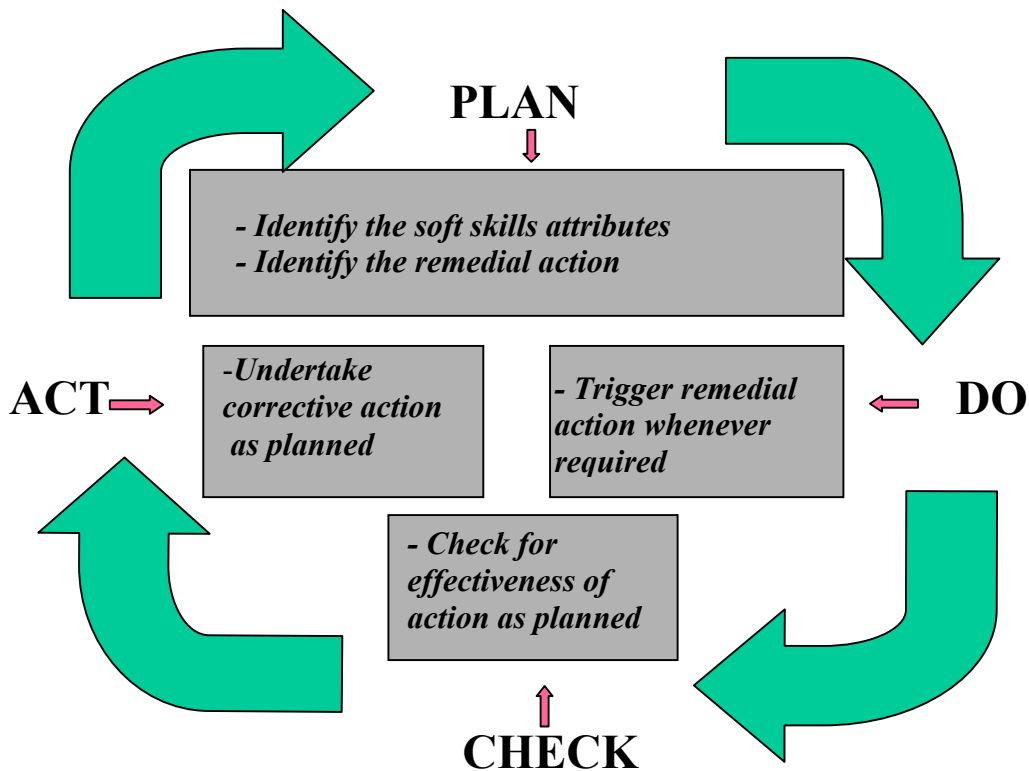 PLAN
- Identify the soft skills attributes
- Identify the remedial action
ACT
-Undertake
corrective action
as planned
- Trigger remedial
action whenever
required
DO
- Check for
effectiveness of
action as planned
CHECK